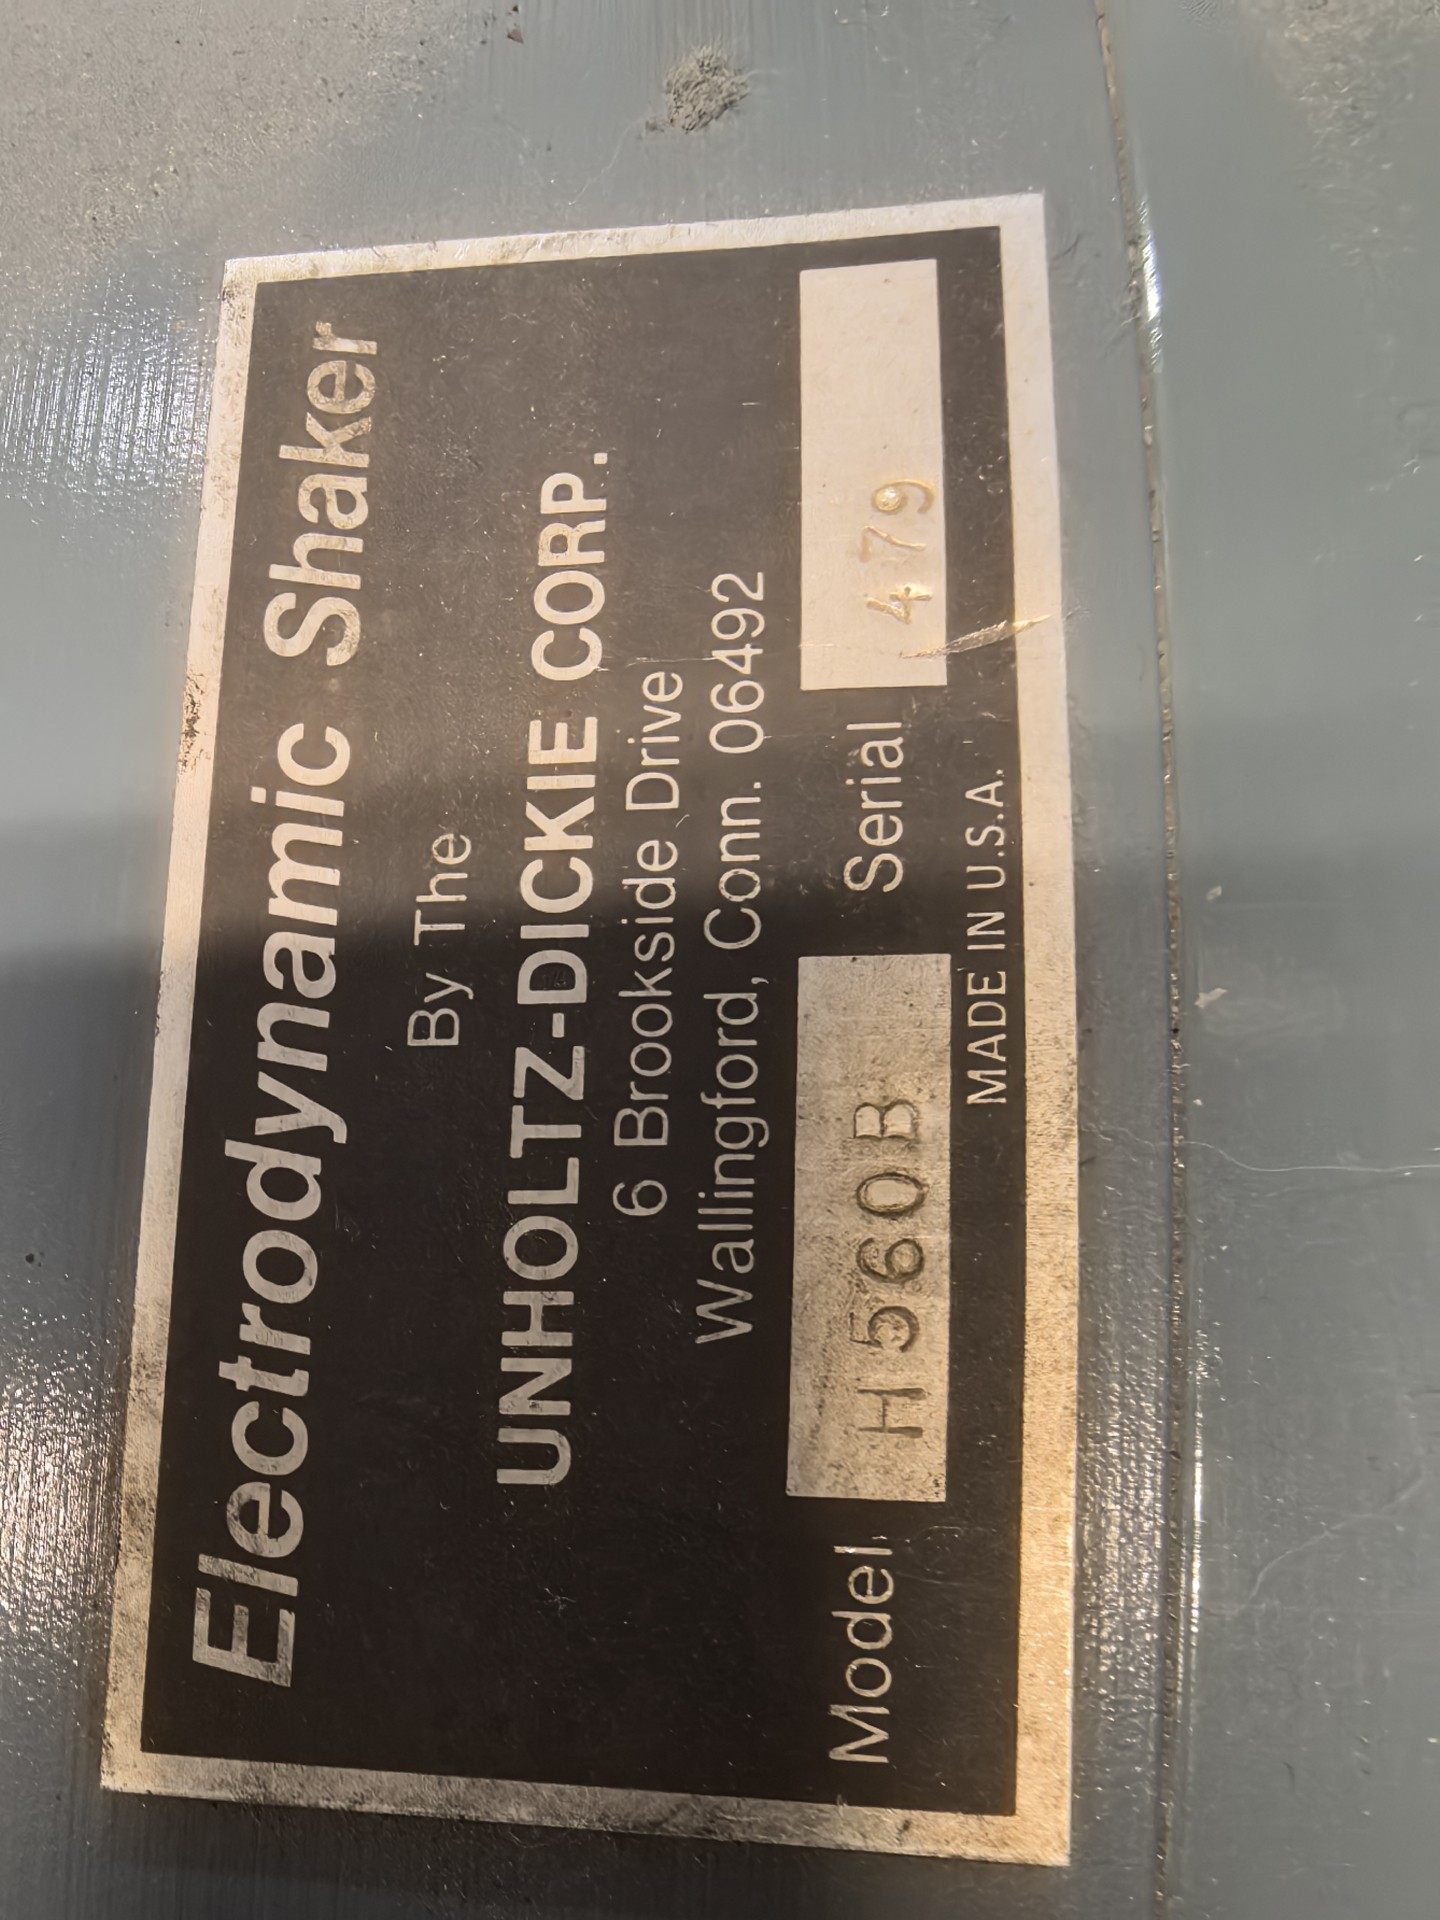 Electrodynamic Shaker
By The
UNHOLTZ-DICKIE CORP.
6 Brookside Drive
Wallingford, Conn. 06492
Model H560B Serial 479
MADE IN U.S.A.